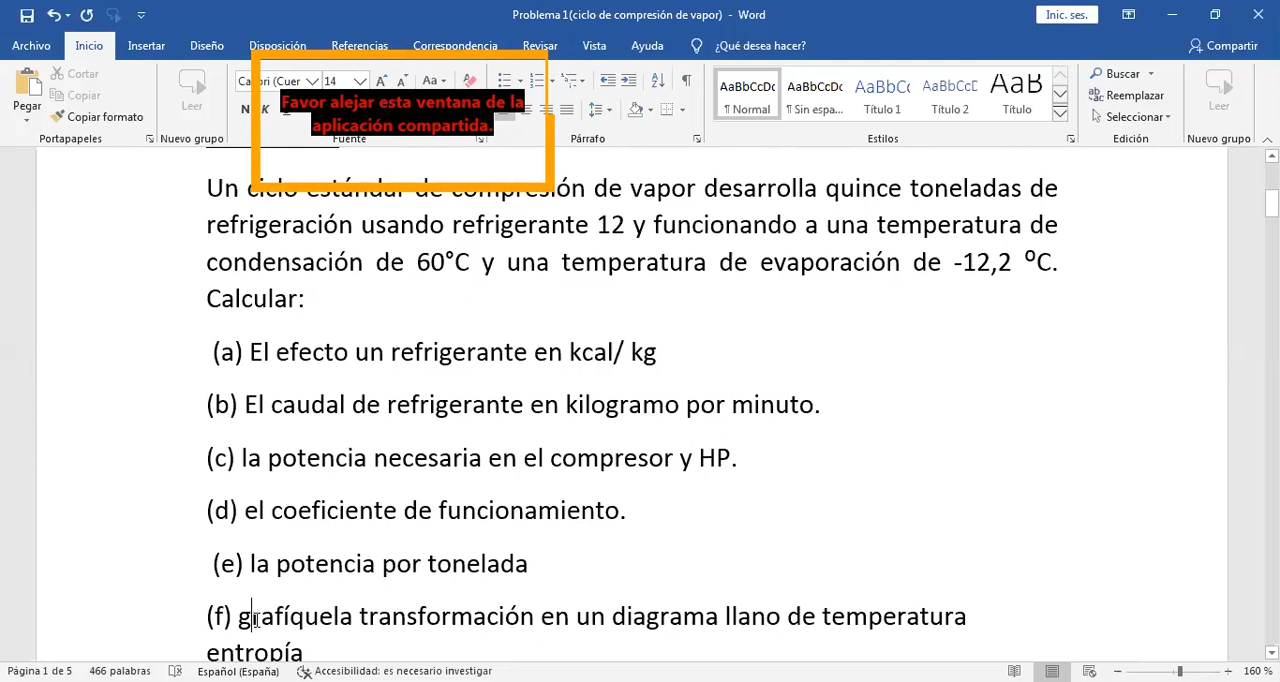 Problema1(ciclo de compresión de vapor) - Word
Inic. ses.
Archivo Inicio Insertar Diseño Disposición Referencias Correspondencia Revisar Vista Ayuda ¿Qué desea hacer? Compartir
Pegar
Cortar
Copiar
Copiar formato
Portapapeles
Leer
Nuevo grupo
14
Aa
N K
Fuente
Favor alejar esta ventana de la
aplicación compartida.
Párrafo
AaBbCcDc AaBbCcDc AaBbCc AaBbCcD AaB
¶ Normal ¶ Sin espa... Título 1 Título 2 Título
Estilos
Buscar
Reemplazar
Seleccionar
Edición
Leer
Nuevo grupo
Un ciclo estándar de compresión de vapor desarrolla quince toneladas de
refrigeración usando refrigerante 12 y funcionando a una temperatura de
condensación de 60°C y una temperatura de evaporación de -12,2 ⁰C.
Calcular:
(a) El efecto un refrigerante en kcal/ kg
(b) El caudal de refrigerante en kilogramo por minuto.
(c) la potencia necesaria en el compresor y HP.
(d) el coeficiente de funcionamiento.
(e) la potencia por tonelada
(f) grafíquela transformación en un diagrama llano de temperatura
entropía
Página 1 de 5 466 palabras Español (España) Accesibilidad: es necesario investigar 160 %